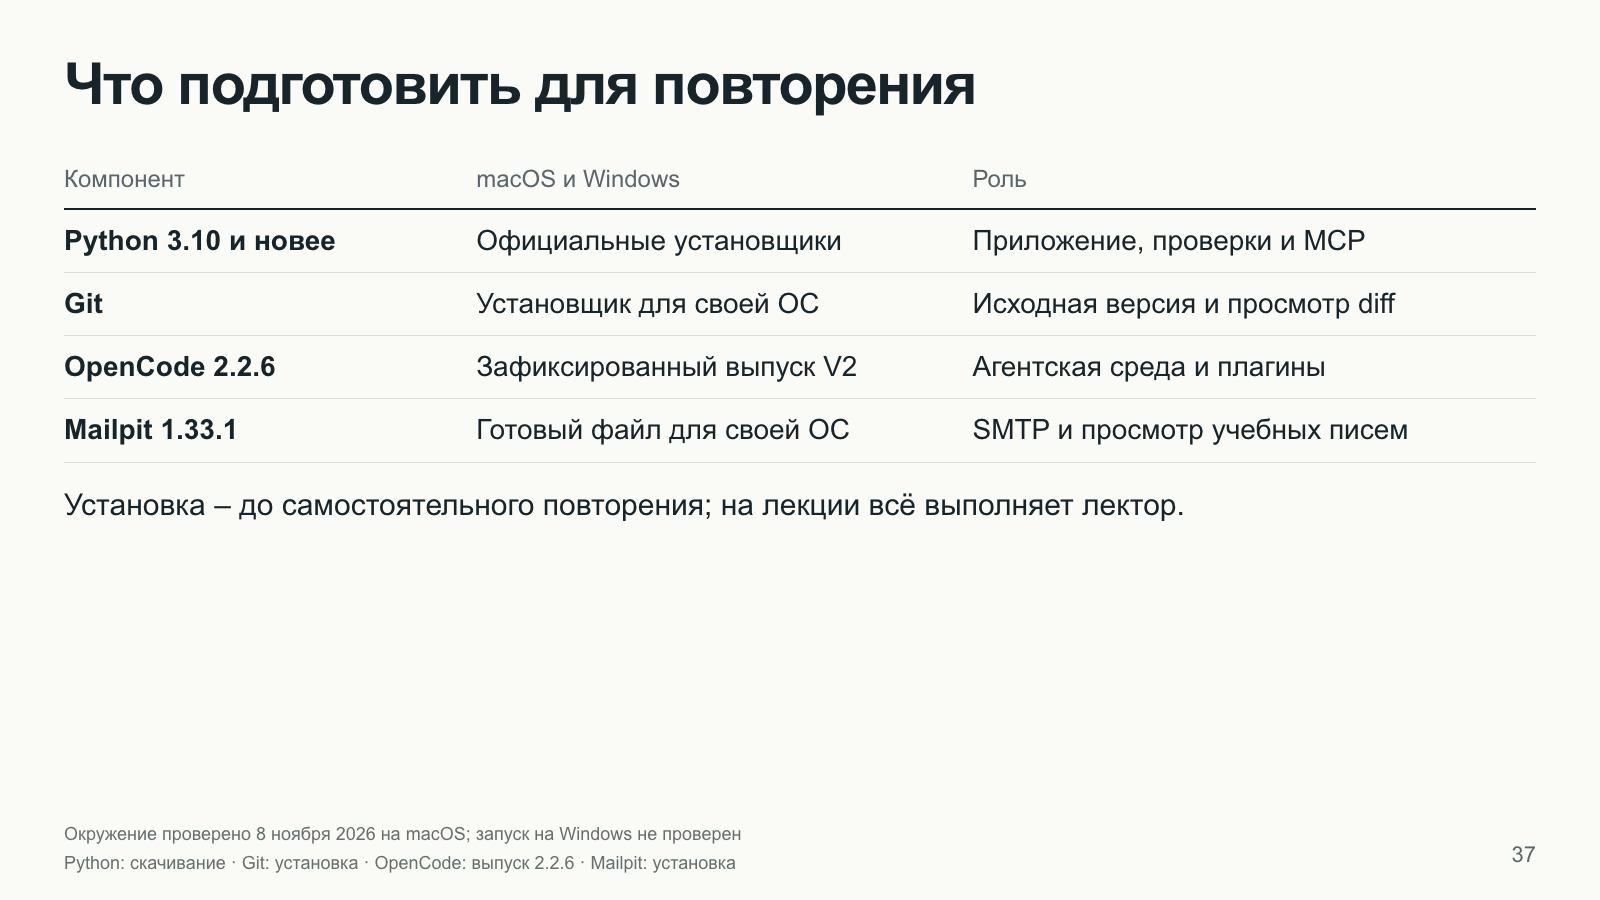 Что подготовить для повторения
Компонент macOS и Windows Роль
Python 3.10 и новее Официальные установщики Приложение, проверки и MCP
Git Установщик для своей ОС Исходная версия и просмотр diff
OpenCode 2.2.6 Зафиксированный выпуск V2 Агентская среда и плагины
Mailpit 1.33.1 Готовый файл для своей ОС SMTP и просмотр учебных писем
Установка – до самостоятельного повторения; на лекции всё выполняет лектор.
Окружение проверено 8 ноября 2026 на macOS; запуск на Windows не проверен
Python: скачивание · Git: установка · OpenCode: выпуск 2.2.6 · Mailpit: установка
37